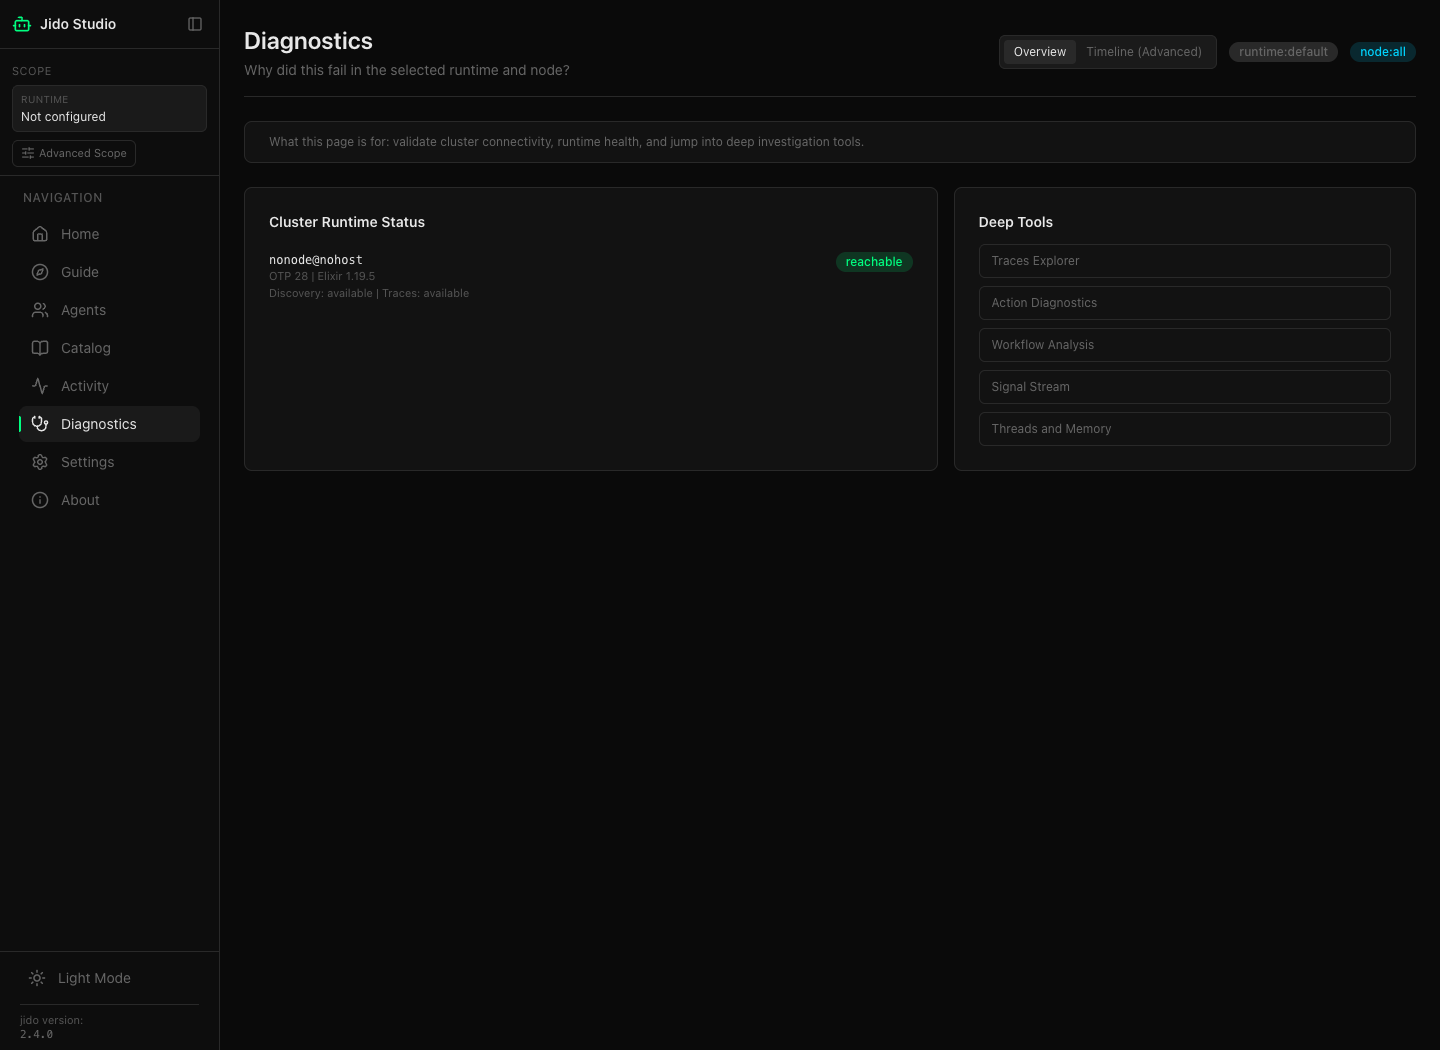 Jido Studio
SCOPE
RUNTIME
Not configured
Advanced Scope
NAVIGATION
Home
Guide
Agents
Catalog
Activity
Diagnostics
Settings
About
Light Mode
jido version:
2.4.0
Diagnostics
Why did this fail in the selected runtime and node?
Overview
Timeline (Advanced)
runtime:default
node:all
What this page is for: validate cluster connectivity, runtime health, and jump into deep investigation tools.
Cluster Runtime Status
nonode@nohost
OTP 28 | Elixir 1.19.5
Discovery: available | Traces: available
reachable
Deep Tools
Traces Explorer
Action Diagnostics
Workflow Analysis
Signal Stream
Threads and Memory